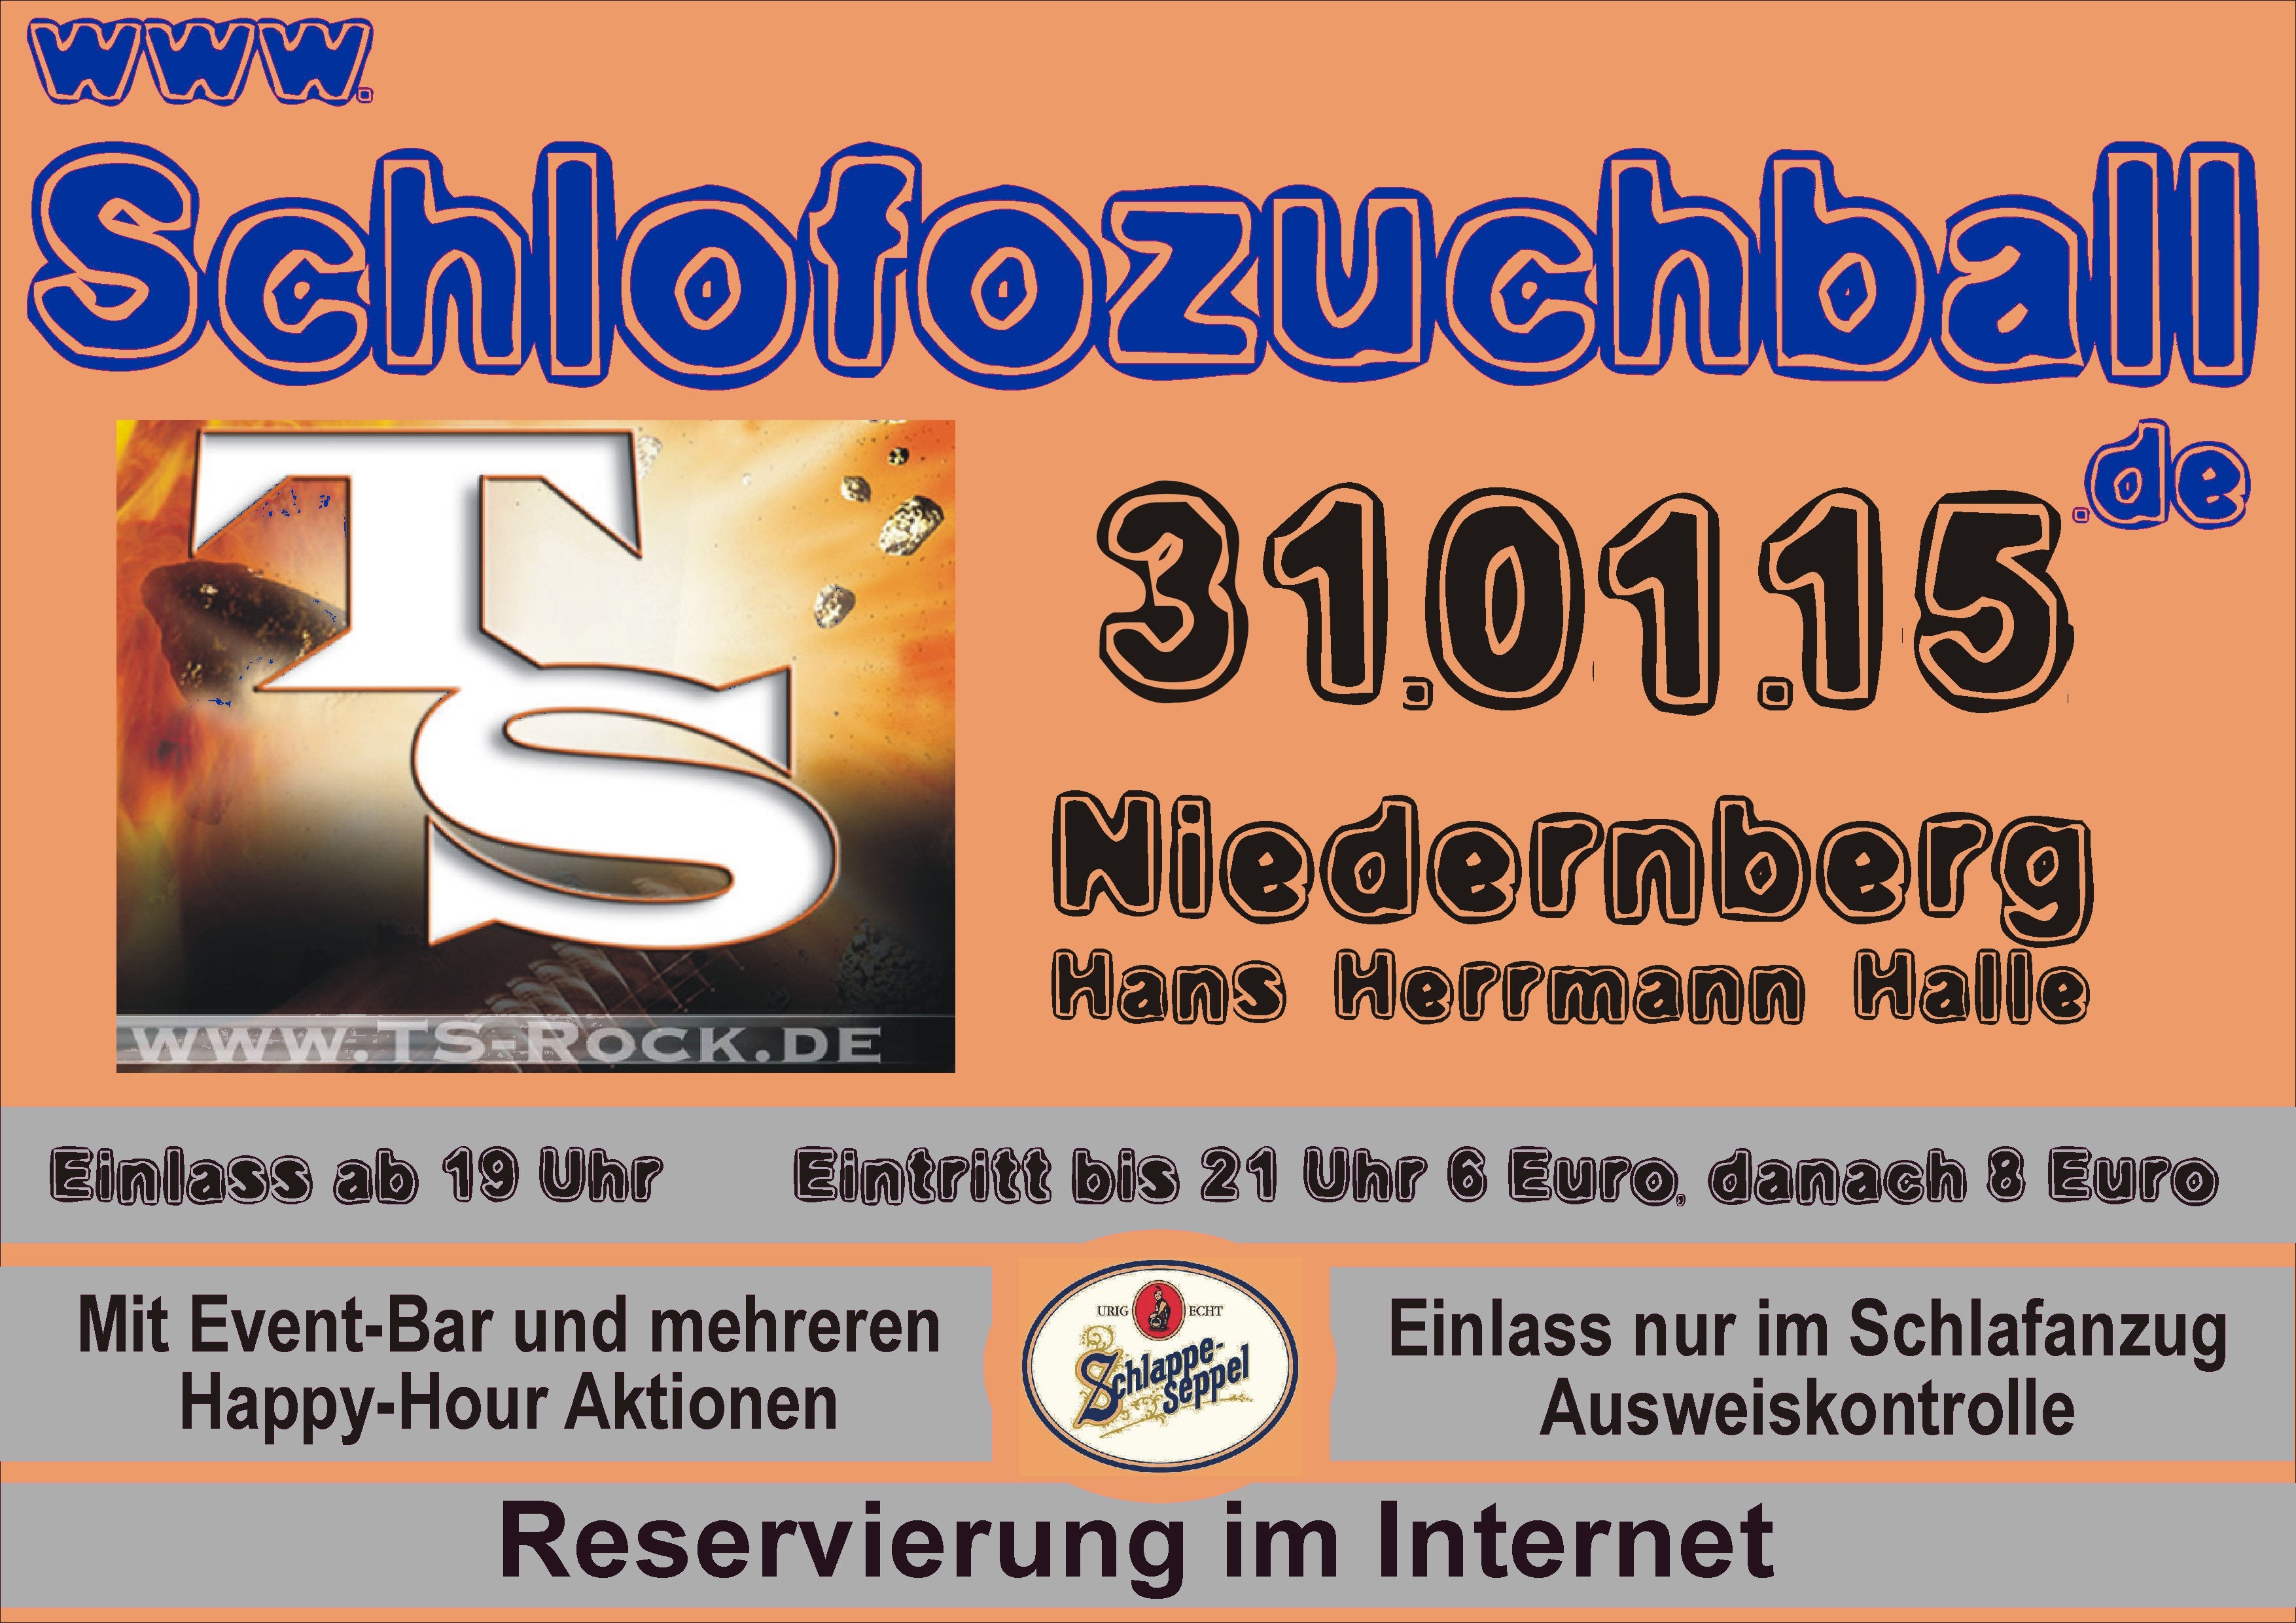 www.
Schlofozuchball
.de
TS
WWW.TS-ROCK.DE
31.01.15
Niedernberg
Hans Herrmann Halle
Einlass ab 19 Uhr Eintritt bis 21 Uhr 6 Euro, danach 8 Euro
Mit Event-Bar und mehreren
Happy-Hour Aktionen
URIG ECHT
Schlappe-
seppel
Einlass nur im Schlafanzug
Ausweiskontrolle
Reservierung im Internet